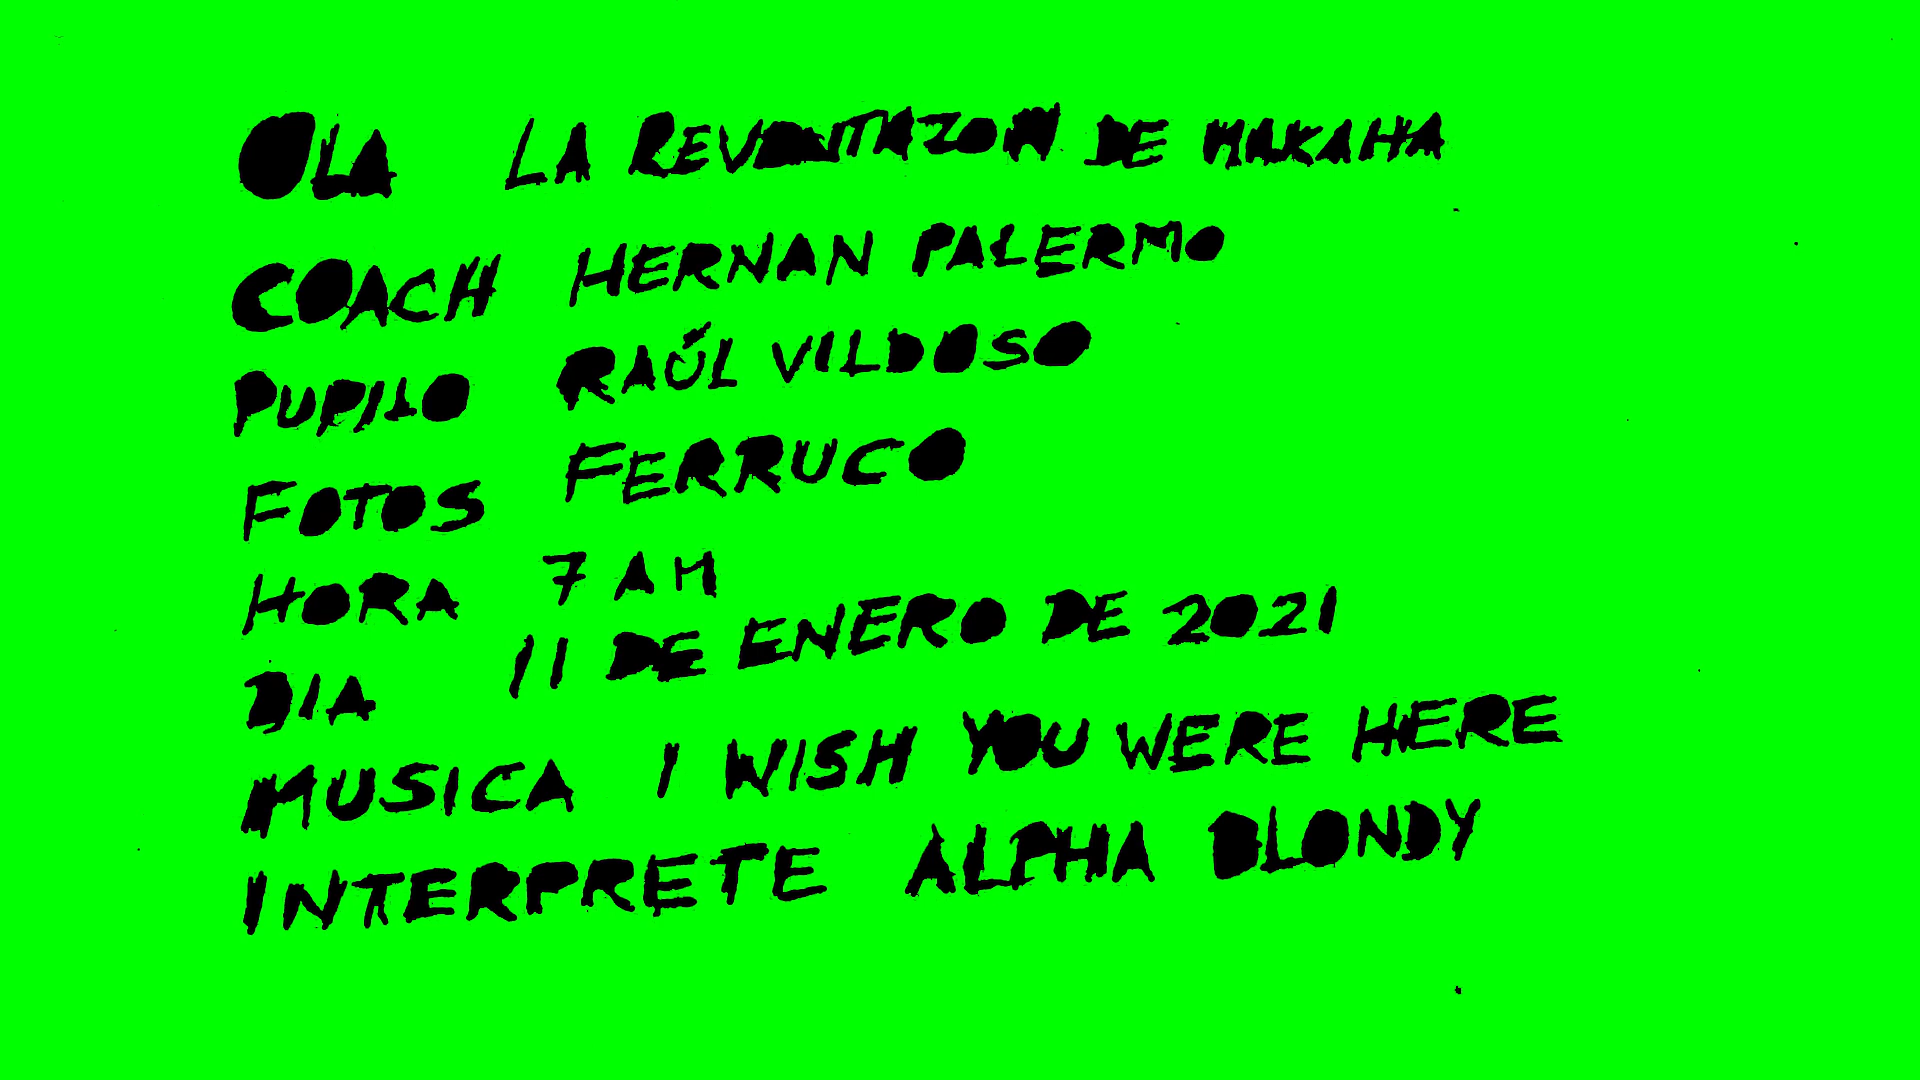 OLA LA REVENTAZON DE MAKAHA
COACH HERNAN PALERMO
PUPILO RAÚL VILDOSO
FOTOS FERRUCO
HORA 7 AM
DIA 11 DE ENERO DE 2021
MUSICA I WISH YOU WERE HERE
INTERPRETE ALPHA BLONDY